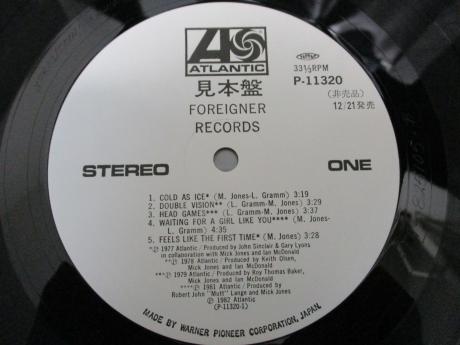 ATLANTIC
33⅓RPM
P-11320
(非売品)
12/21発売
見本盤
FOREIGNER
RECORDS
STEREO
ONE
1. COLD AS ICE* (M. Jones-L. Gramm) 3:19
2. DOUBLE VISION** (L. Gramm-M. Jones) 3:29
3. HEAD GAMES*** (L. Gramm-M. Jones) 3:37
4. WAITING FOR A GIRL LIKE YOU**** (M. Jones-
L. Gramm) 4:35
5. FEELS LIKE THE FIRST TIME* (M. Jones) 3:28
*℗ 1977 Atlantic/Produced by John Sinclair & Gary Lyons
in collaboration with Mick Jones and Ian McDonald
**℗ 1978 Atlantic / Produced by Keith Olsen,
Mick Jones and Ian McDonald
***℗ 1979 Atlantic / Produced by Roy Thomas Baker,
Mick Jones and Ian McDonald
****℗ 1981 Atlantic / Produced by
Robert John "Mutt" Lange and Mick Jones
℗ 1982 Atlantic
(P-11320-1)
MADE BY WARNER PIONEER CORPORATION, JAPAN.